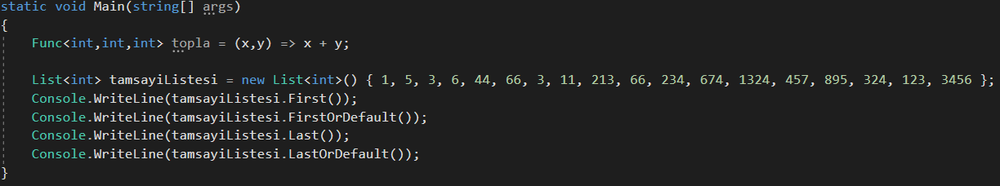 static void Main(string[] args)
{
Func<int,int,int> topla = (x,y) => x + y;
List<int> tamsayiListesi = new List<int>() { 1, 5, 3, 6, 44, 66, 3, 11, 213, 66, 234, 674, 1324, 457, 895, 324, 123, 3456 };
Console.WriteLine(tamsayiListesi.First());
Console.WriteLine(tamsayiListesi.FirstOrDefault());
Console.WriteLine(tamsayiListesi.Last());
Console.WriteLine(tamsayiListesi.LastOrDefault());
}